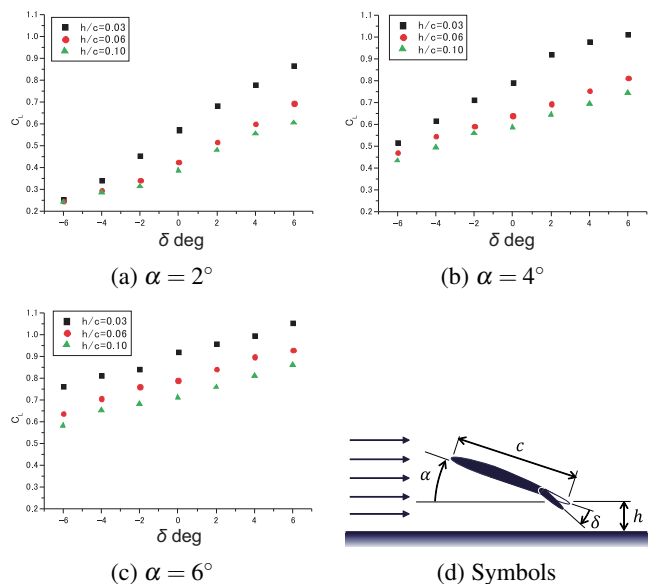 h/c=0.03
h/c=0.06
h/c=0.10
1.1
1.0
0.9
0.8
0.7
0.6
0.5
0.4
0.3
0.2
C_L
-6 -4 -2 0 2 4 6
δ deg
(a) α = 2°
h/c=0.03
h/c=0.06
h/c=0.10
1.1
1.0
0.9
0.8
0.7
0.6
0.5
0.4
0.3
0.2
C_L
-6 -4 -2 0 2 4 6
δ deg
(b) α = 4°
h/c=0.03
h/c=0.06
h/c=0.10
1.1
1.0
0.9
0.8
0.7
0.6
0.5
0.4
0.3
0.2
C_L
-6 -4 -2 0 2 4 6
δ deg
(c) α = 6°
c
α
δ
h
(d) Symbols